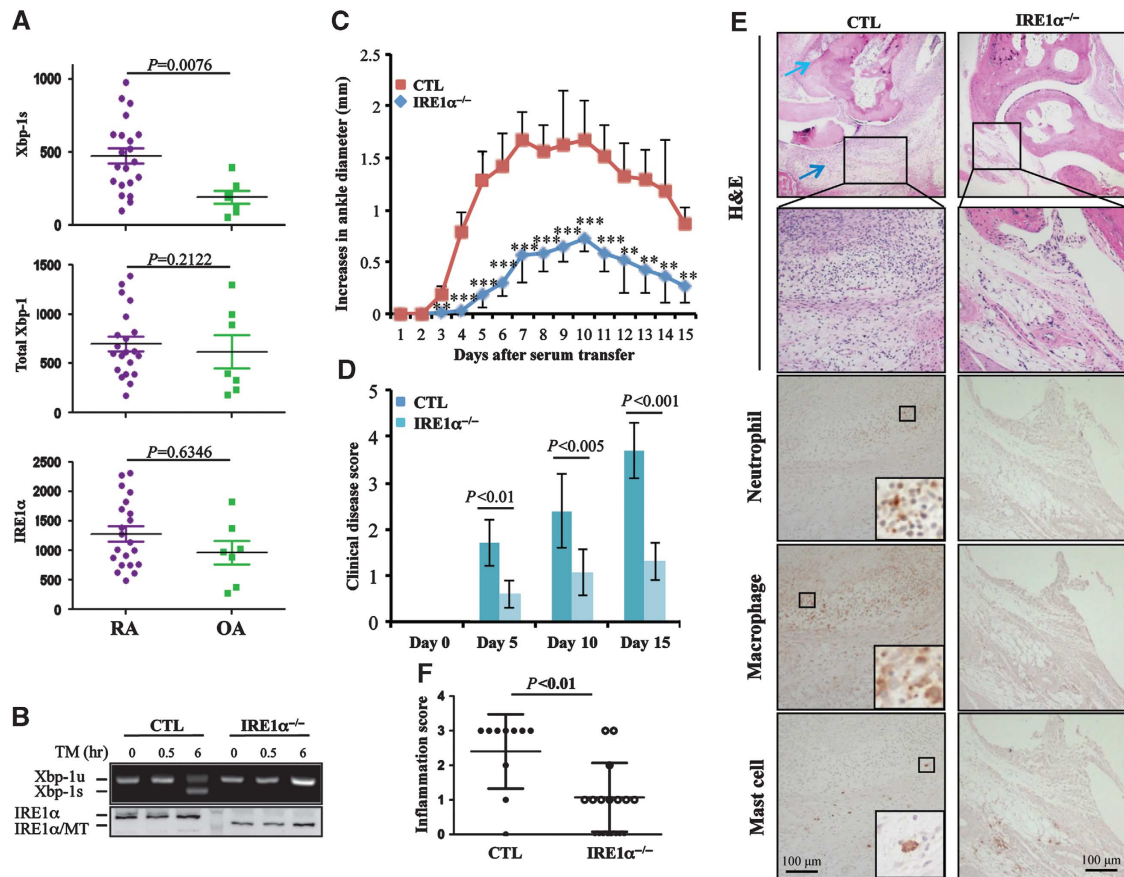 A
P=0.0076
Xbp-1s
1000
500
0
P=0.2122
Total Xbp-1
1500
1000
500
0
P=0.6346
IRE1α
2500
2000
1500
1000
500
0
RA OA
B
CTL IRE1α–/–
TM (hr) 0 0.5 6 0 0.5 6
Xbp-1u
Xbp-1s
IRE1α
IRE1α/MT
C
Increases in ankle diameter (mm)
2.5
2
1.5
1
0.5
0
CTL
IRE1α–/–
** *** *** *** *** *** *** *** *** ** ** ** **
1 2 3 4 5 6 7 8 9 10 11 12 13 14 15
Days after serum transfer
D
Clinical disease score
5
4
3
2
1
0
CTL
IRE1α–/–
P<0.01
P<0.005
P<0.001
Day 0 Day 5 Day 10 Day 15
F
P<0.01
Inflammation score
4
3
2
1
0
CTL IRE1α–/–
E
CTL IRE1α–/–
H&E
Neutrophil
Macrophage
Mast cell
100 µm 100 µm